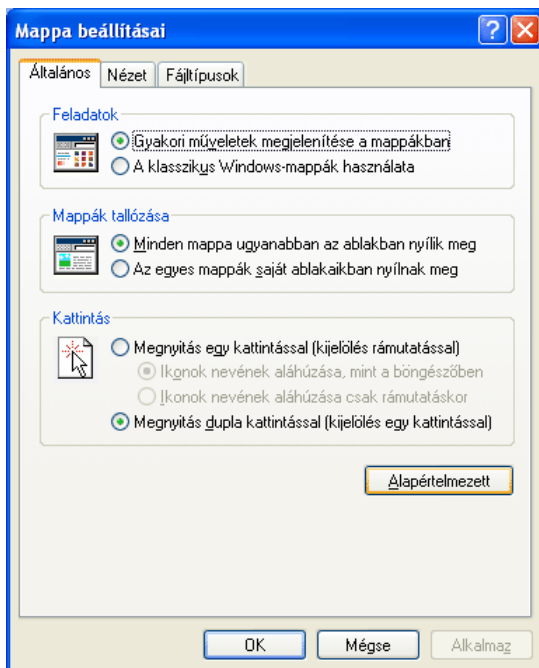 Mappa beállításai
Általános Nézet Fájltípusok
Feladatok
Gyakori műveletek megjelenítése a mappákban
A klasszikus Windows-mappák használata
Mappák tallózása
Minden mappa ugyanabban az ablakban nyílik meg
Az egyes mappák saját ablakaikban nyílnak meg
Kattintás
Megnyitás egy kattintással (kijelölés rámutatással)
Ikonok nevének aláhúzása, mint a böngészőben
Ikonok nevének aláhúzása csak rámutatáskor
Megnyitás dupla kattintással (kijelölés egy kattintással)
Alapértelmezett
OK Mégse Alkalmaz